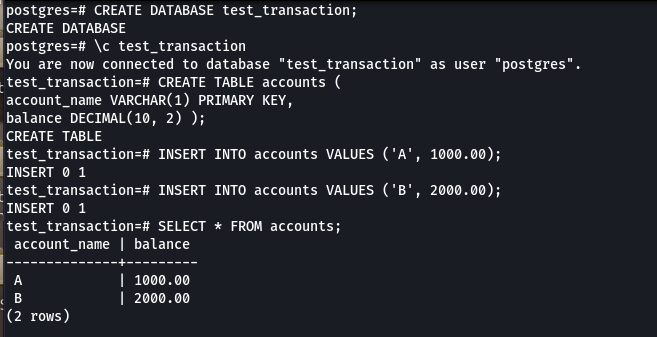 postgres=# CREATE DATABASE test_transaction;
CREATE DATABASE
postgres=# \c test_transaction
You are now connected to database "test_transaction" as user "postgres".
test_transaction=# CREATE TABLE accounts (
account_name VARCHAR(1) PRIMARY KEY,
balance DECIMAL(10, 2) );
CREATE TABLE
test_transaction=# INSERT INTO accounts VALUES ('A', 1000.00);
INSERT 0 1
test_transaction=# INSERT INTO accounts VALUES ('B', 2000.00);
INSERT 0 1
test_transaction=# SELECT * FROM accounts;
 account_name | balance
--------------+---------
 A            | 1000.00
 B            | 2000.00
(2 rows)